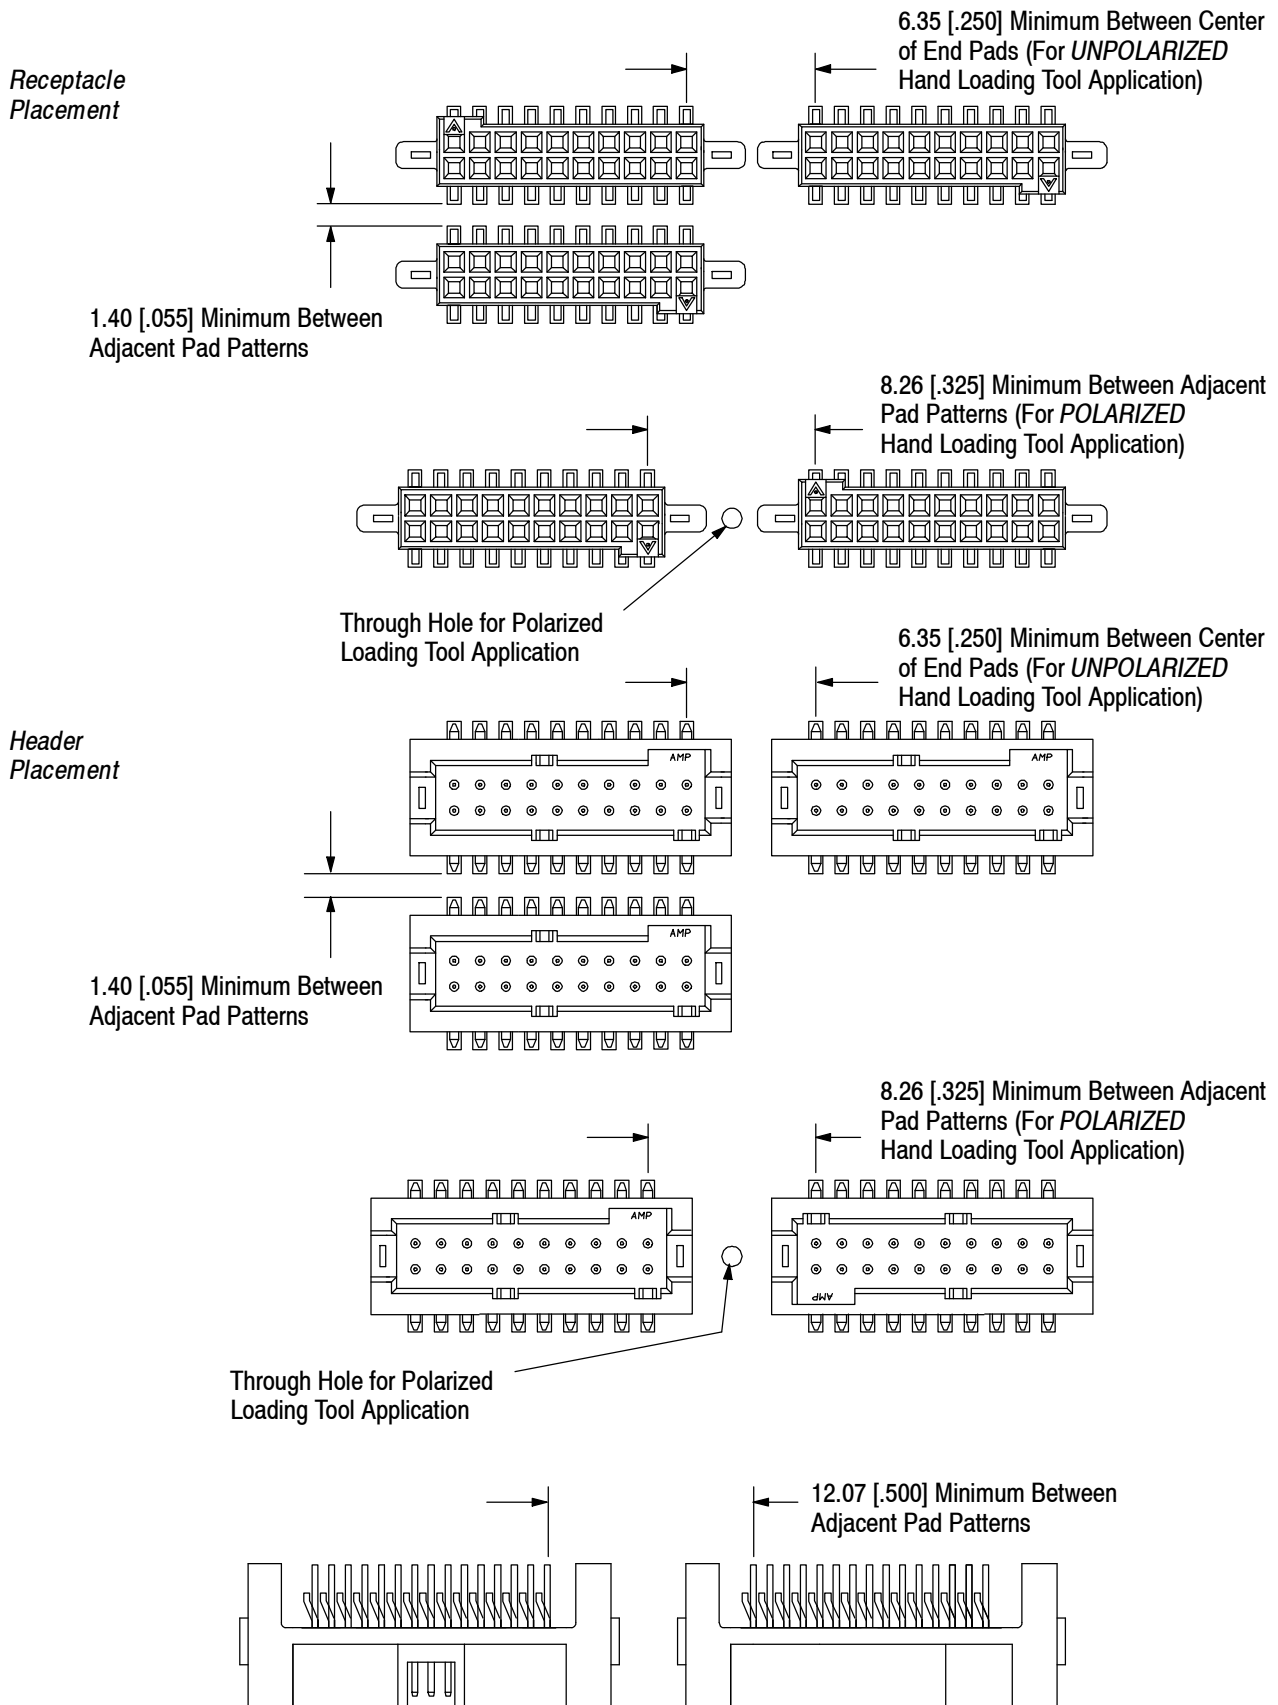 6.35 [.250] Minimum Between Center
of End Pads (For UNPOLARIZED
Hand Loading Tool Application)
Receptacle
Placement
1.40 [.055] Minimum Between
Adjacent Pad Patterns
8.26 [.325] Minimum Between Adjacent
Pad Patterns (For POLARIZED
Hand Loading Tool Application)
Through Hole for Polarized
Loading Tool Application
6.35 [.250] Minimum Between Center
of End Pads (For UNPOLARIZED
Hand Loading Tool Application)
Header
Placement
AMP
AMP
AMP
1.40 [.055] Minimum Between
Adjacent Pad Patterns
8.26 [.325] Minimum Between Adjacent
Pad Patterns (For POLARIZED
Hand Loading Tool Application)
AMP
AMP
Through Hole for Polarized
Loading Tool Application
12.07 [.500] Minimum Between
Adjacent Pad Patterns